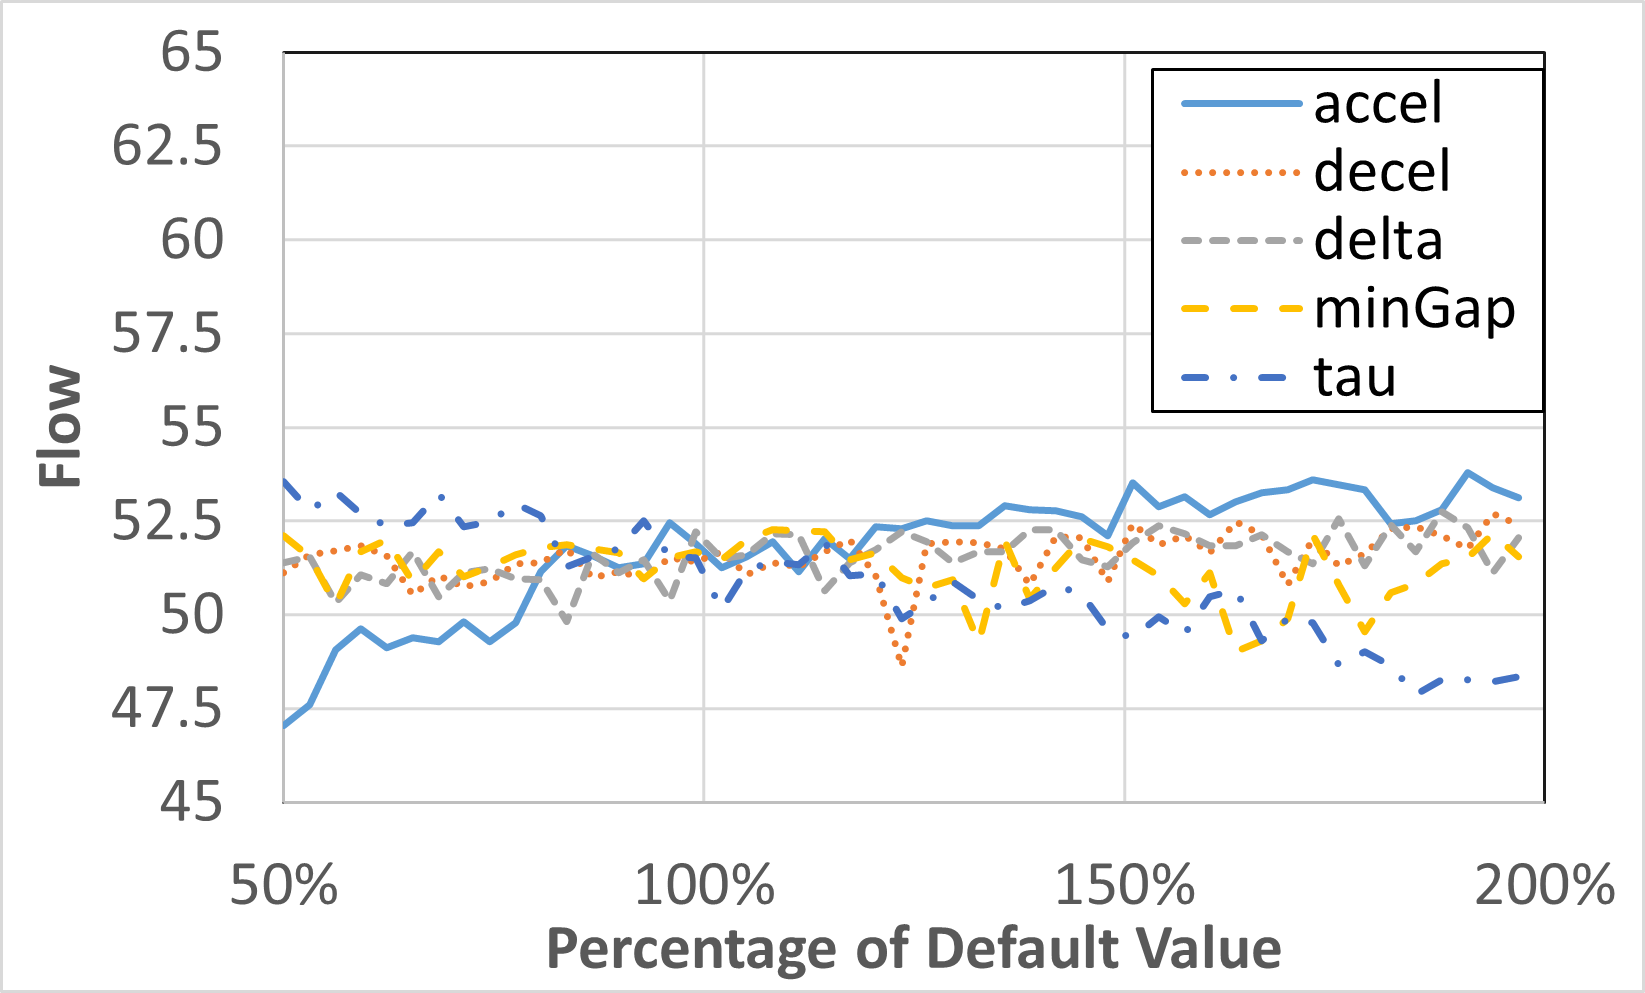 65
62.5
60
57.5
55
52.5
50
47.5
45
Flow
accel
decel
delta
minGap
tau
50% 100% 150% 200%
Percentage of Default Value